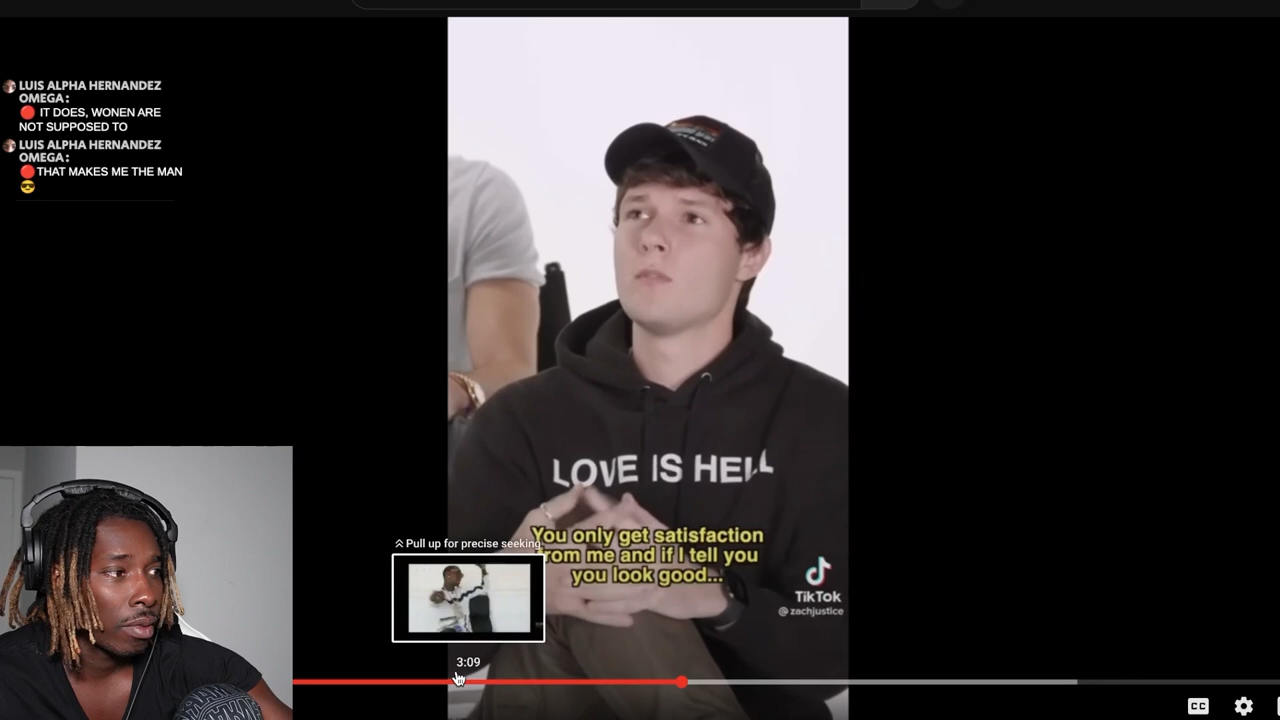 LUIS ALPHA HERNANDEZ
OMEGA:
🔴 IT DOES, WONEN ARE
NOT SUPPOSED TO
LUIS ALPHA HERNANDEZ
OMEGA:
🔴THAT MAKES ME THE MAN
😎
LOVE IS HELL
You only get satisfaction
from me and if I tell you
you look good...
Pull up for precise seeking
TikTok
@zachjustice
3:09
CC